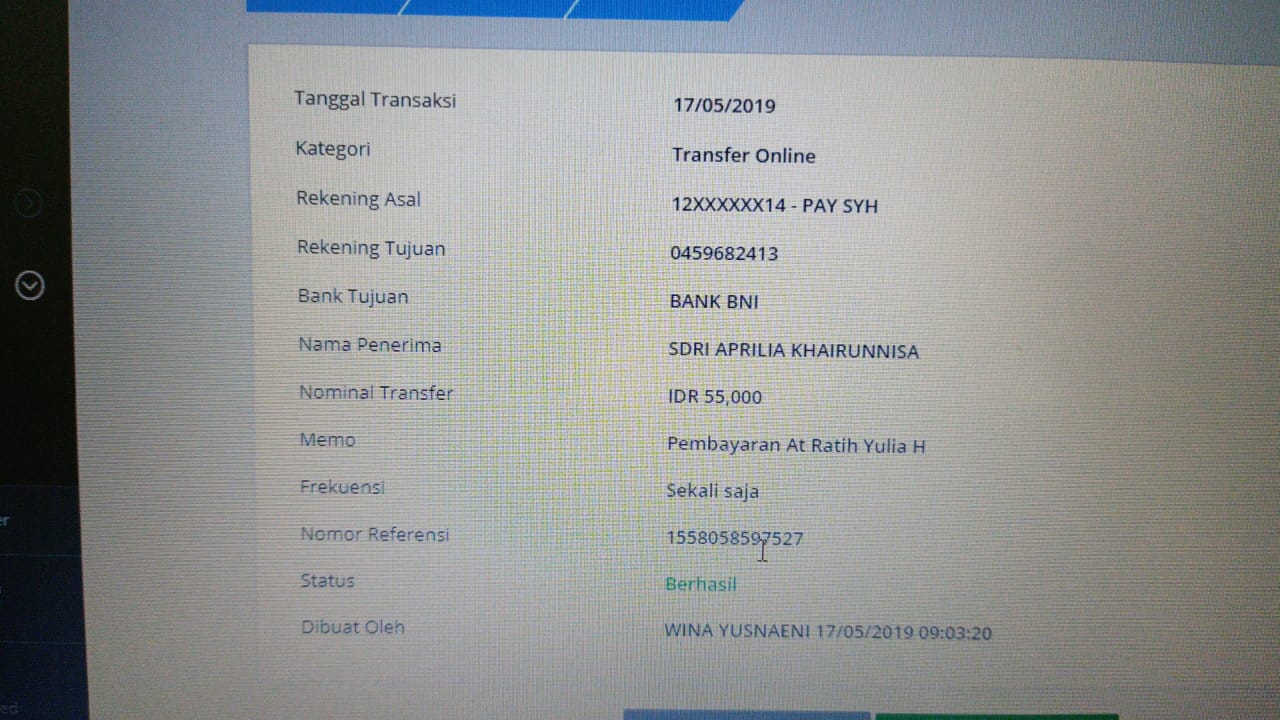 Tanggal Transaksi 17/05/2019
Kategori Transfer Online
Rekening Asal 12XXXXXX14 - PAY SYH
Rekening Tujuan 0459682413
Bank Tujuan BANK BNI
Nama Penerima SDRI APRILIA KHAIRUNNISA
Nominal Transfer IDR 55,000
Memo Pembayaran At Ratih Yulia H
Frekuensi Sekali saja
Nomor Referensi 1558058597527
Status Berhasil
Dibuat Oleh WINA YUSNAENI 17/05/2019 09:03:20